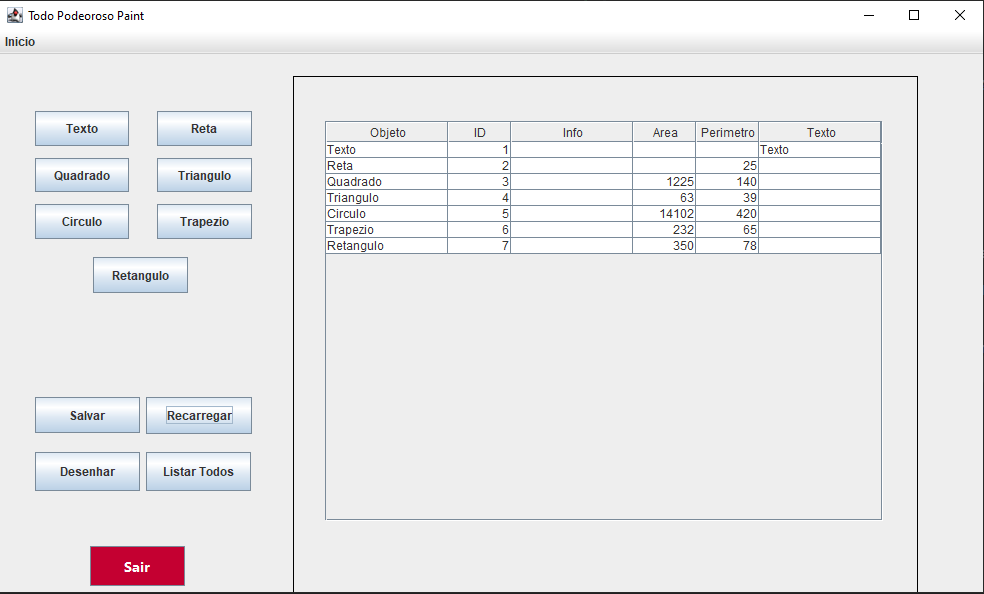 Todo Podeoroso Paint
Inicio
Texto Reta
Quadrado Triangulo
Circulo Trapezio
Retangulo
Salvar Recarregar
Desenhar Listar Todos
Sair
Objeto ID Info Area Perimetro Texto
Texto 1 Texto
Reta 2 25
Quadrado 3 1225 140
Triangulo 4 63 39
Circulo 5 14102 420
Trapezio 6 232 65
Retangulo 7 350 78